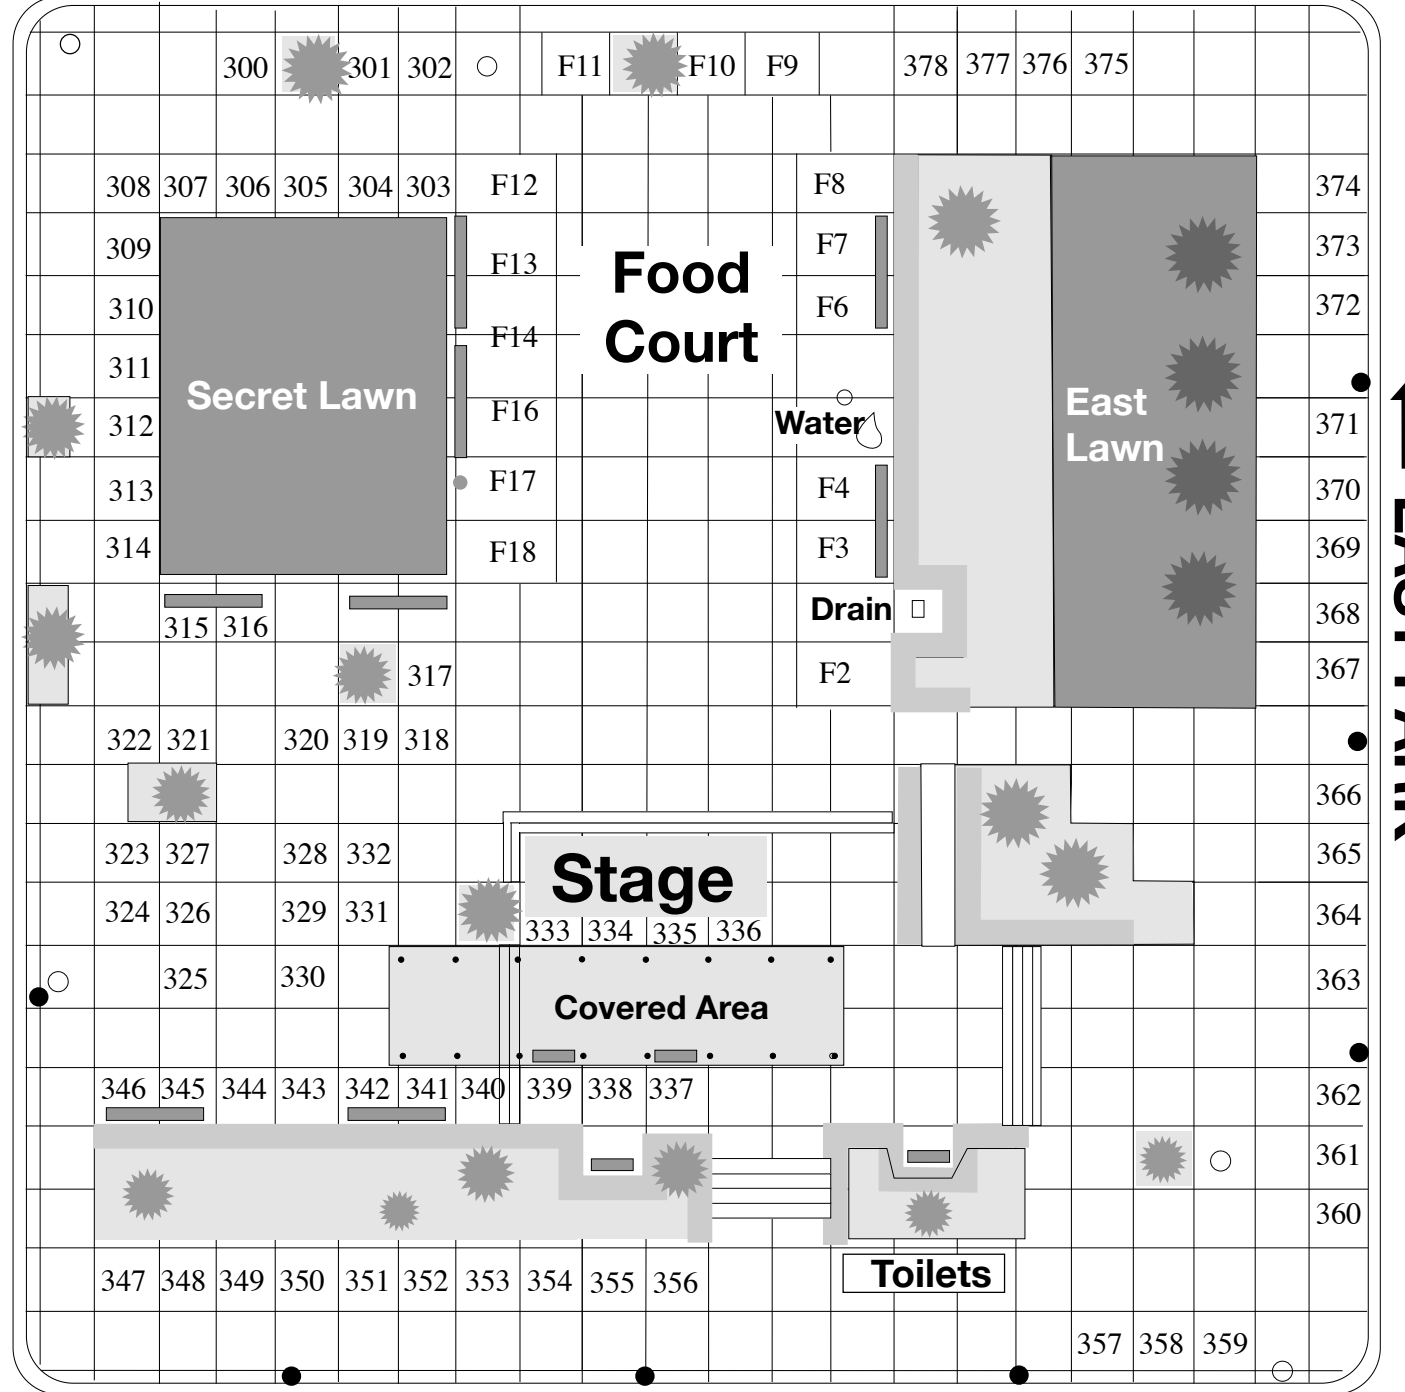 300 301 302 F11 F10 F9 378 377 376 375
308 307 306 305 304 303 F12 F8 374
309 F13 Food F7 373
310 F6 372
Court
311 F14
Secret Lawn East
312 F16 Water 371
Lawn
313 F17 F4 370
314 F18 F3 369
315 316 Drain 368
317 F2 367
322 321 320 319 318
366
323 327 328 332 Stage 365
324 326 329 331 364
333 334 335 336
325 330 Covered Area 363
346 345 344 343 342 341 340 339 338 337 362
361
360
347 348 349 350 351 352 353 354 355 356 Toilets
357 358 359